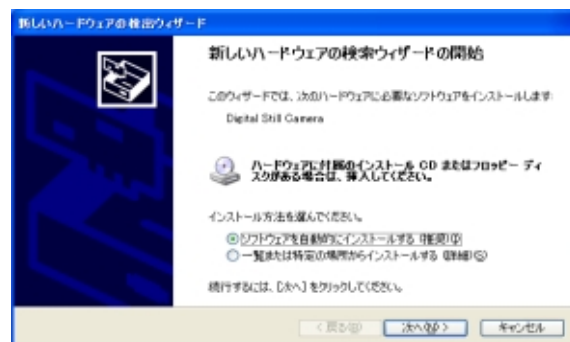 新しいハードウェアの検出ウィザード
新しいハードウェアの検索ウィザードの開始
このウィザードでは、次のハードウェアに必要なソフトウェアをインストールします:
Digital Still Camera
ハードウェアに付属のインストール CD またはフロッピー ディ
スクがある場合は、挿入してください。
インストール方法を選んでください。
ソフトウェアを自動的にインストールする (推奨)(I)
一覧または特定の場所からインストールする (詳細)(S)
続行するには、[次へ] をクリックしてください。
< 戻る(B)
次へ(N) >
キャンセル